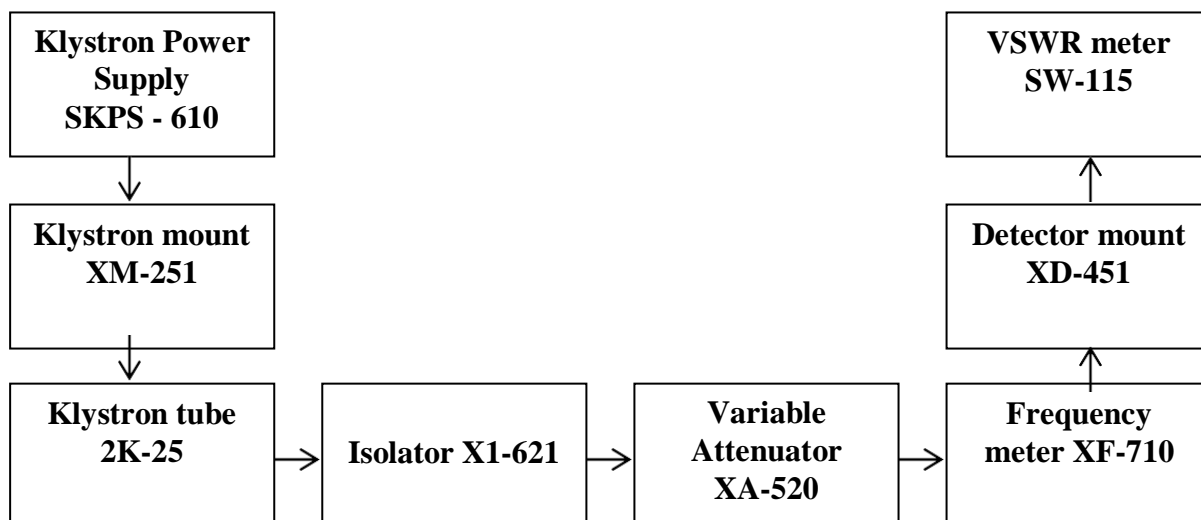 Klystron Power
Supply
SKPS - 610
VSWR meter
SW-115
Klystron mount
XM-251
Detector mount
XD-451
Klystron tube
2K-25
Isolator X1-621
Variable
Attenuator
XA-520
Frequency
meter XF-710